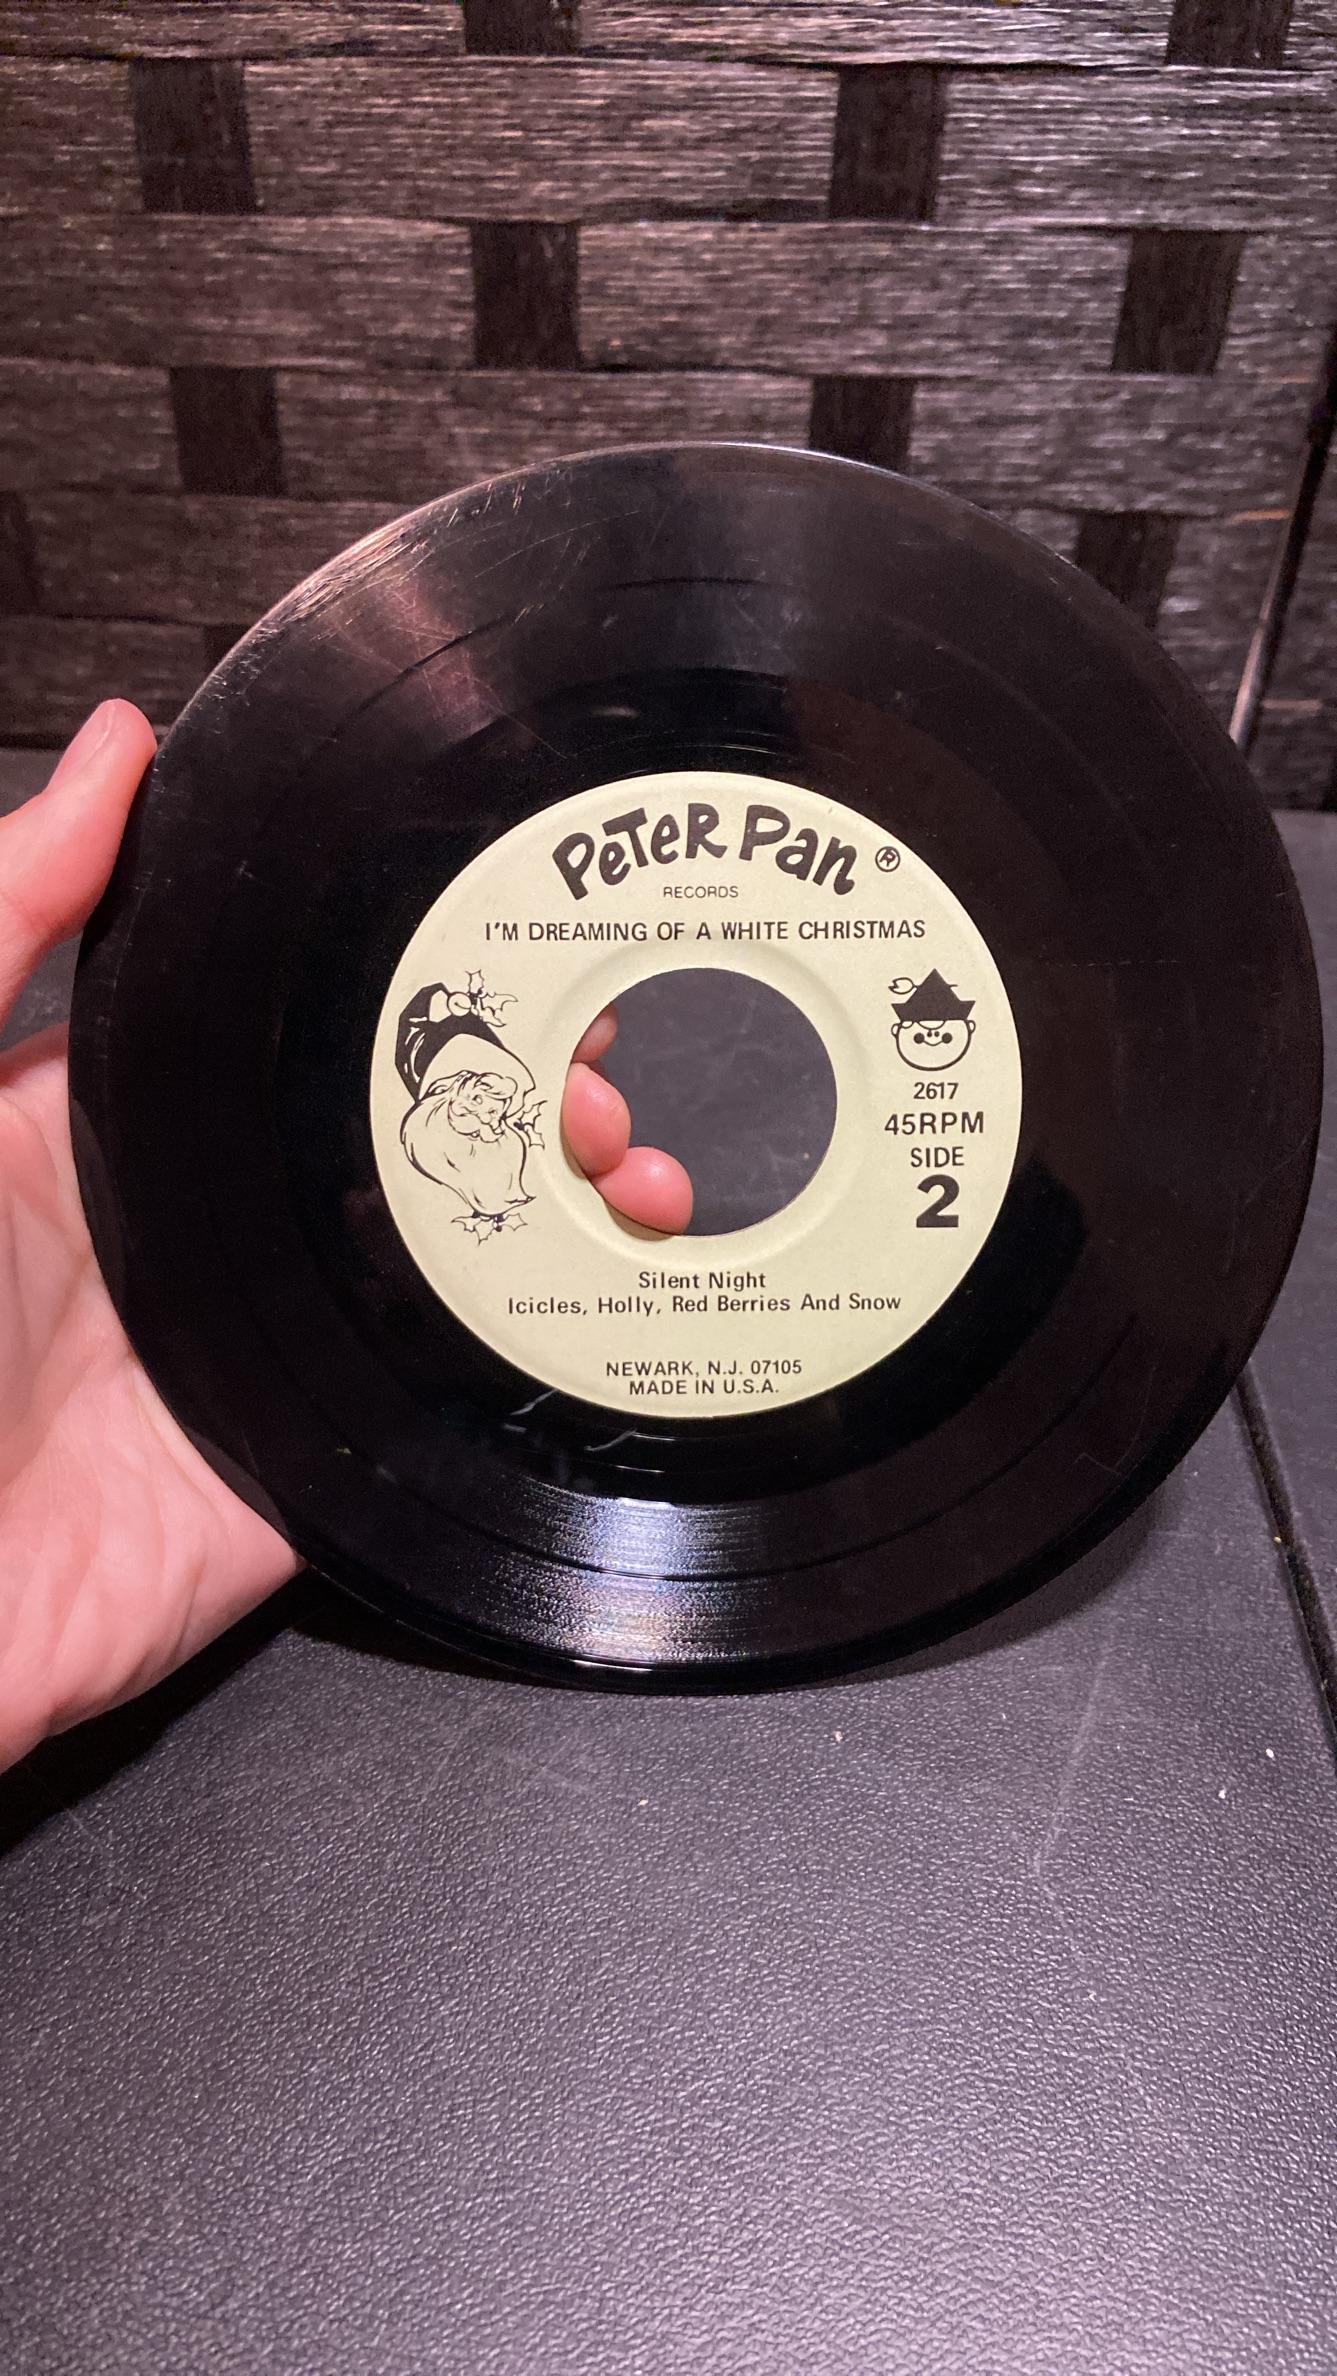 PeTeR Pan ®
RECORDS
I'M DREAMING OF A WHITE CHRISTMAS
2617
45RPM
SIDE
2
Silent Night
Icicles, Holly, Red Berries And Snow
NEWARK, N.J. 07105
MADE IN U.S.A.